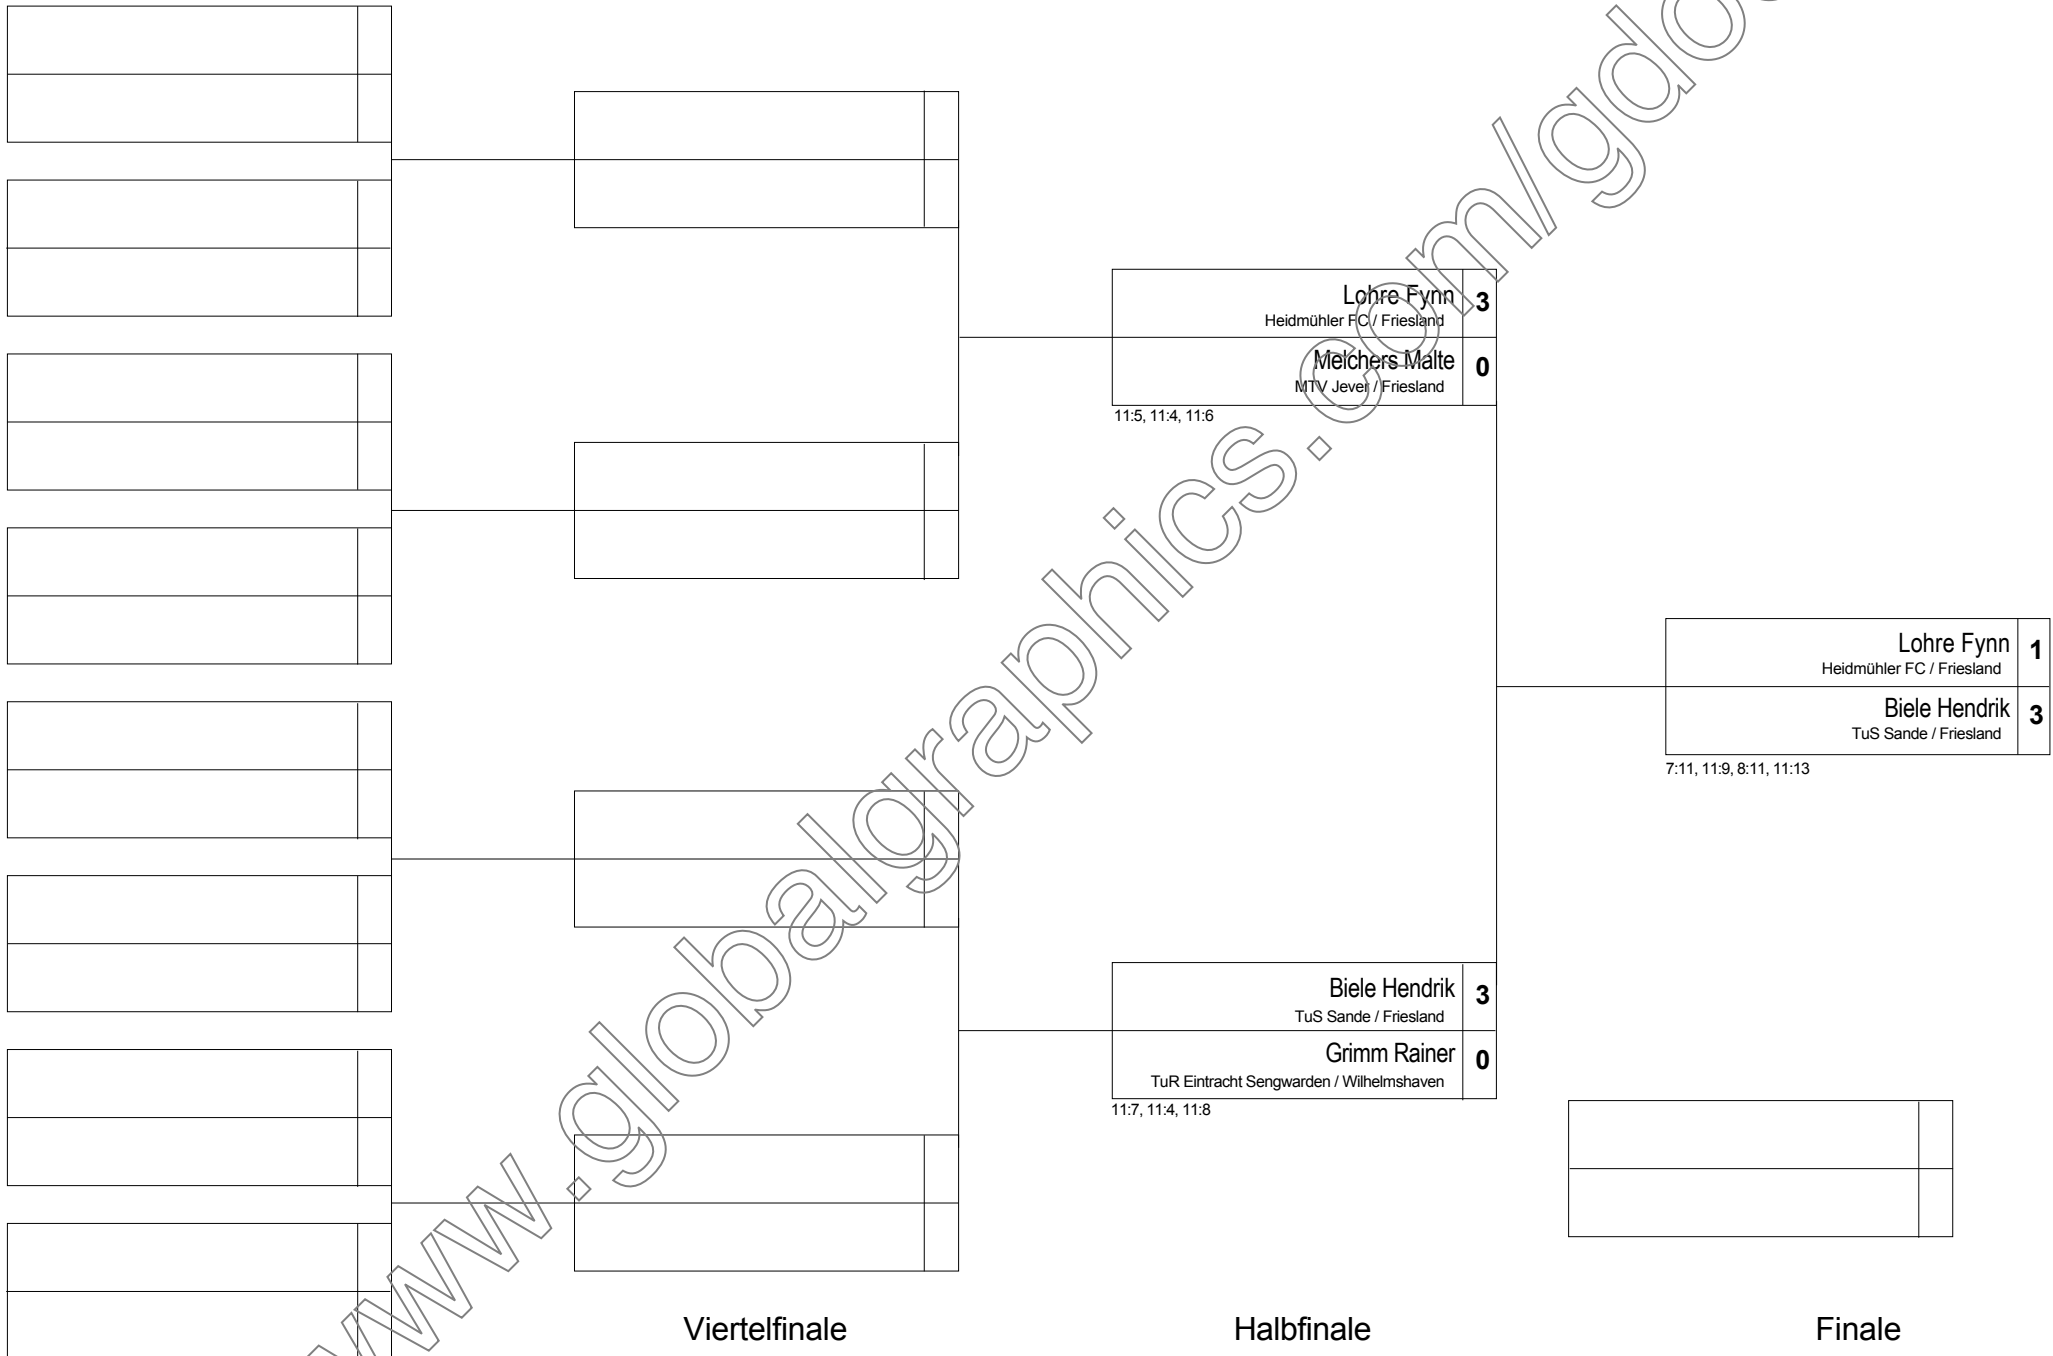 Lohre Fynn 3
Heidmühler FC / Friesland
Melchers Malte 0
MTV Jever / Friesland
11:5, 11:4, 11:6
Lohre Fynn 1
Heidmühler FC / Friesland
Biele Hendrik 3
TuS Sande / Friesland
7:11, 11:9, 8:11, 11:13
Biele Hendrik 3
TuS Sande / Friesland
Grimm Rainer 0
TuR Eintracht Sengwarden / Wilhelmshaven
11:7, 11:4, 11:8
Viertelfinale Halbfinale Finale
www.globalgraphics.com/gdo